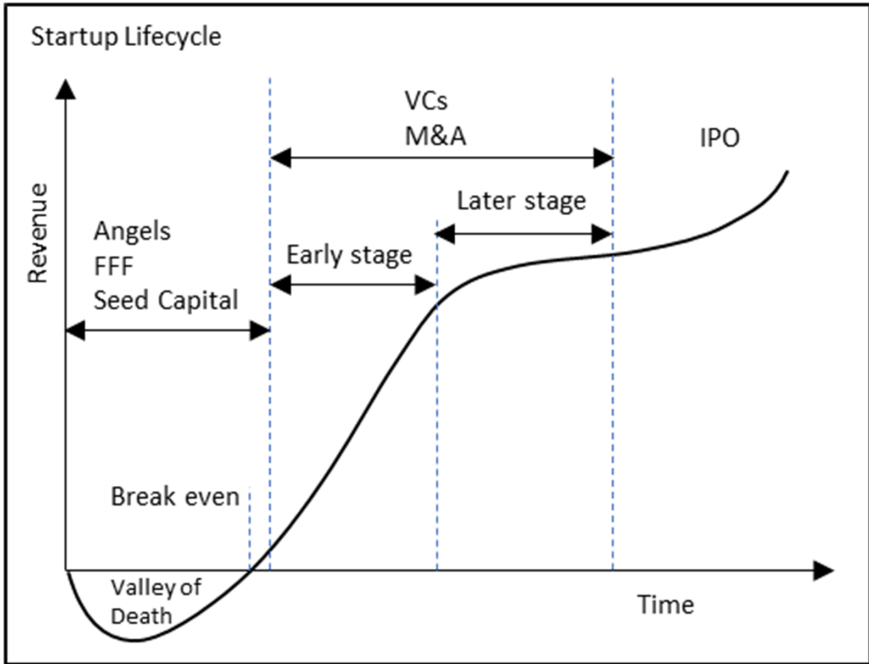 Startup Lifecycle
VCs
M&A
IPO
Later stage
Revenue
Angels
FFF
Seed Capital
Early stage
Break even
Valley of
Death
Time